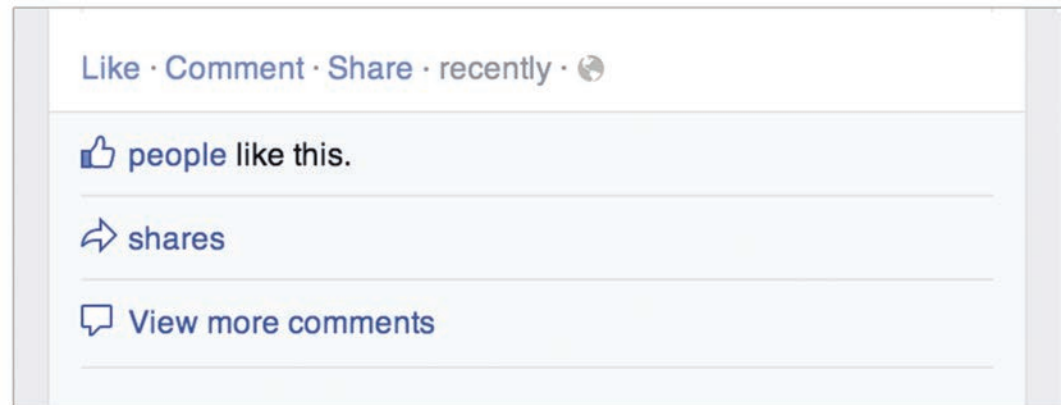 Like · Comment · Share · recently ·
people like this.
shares
View more comments